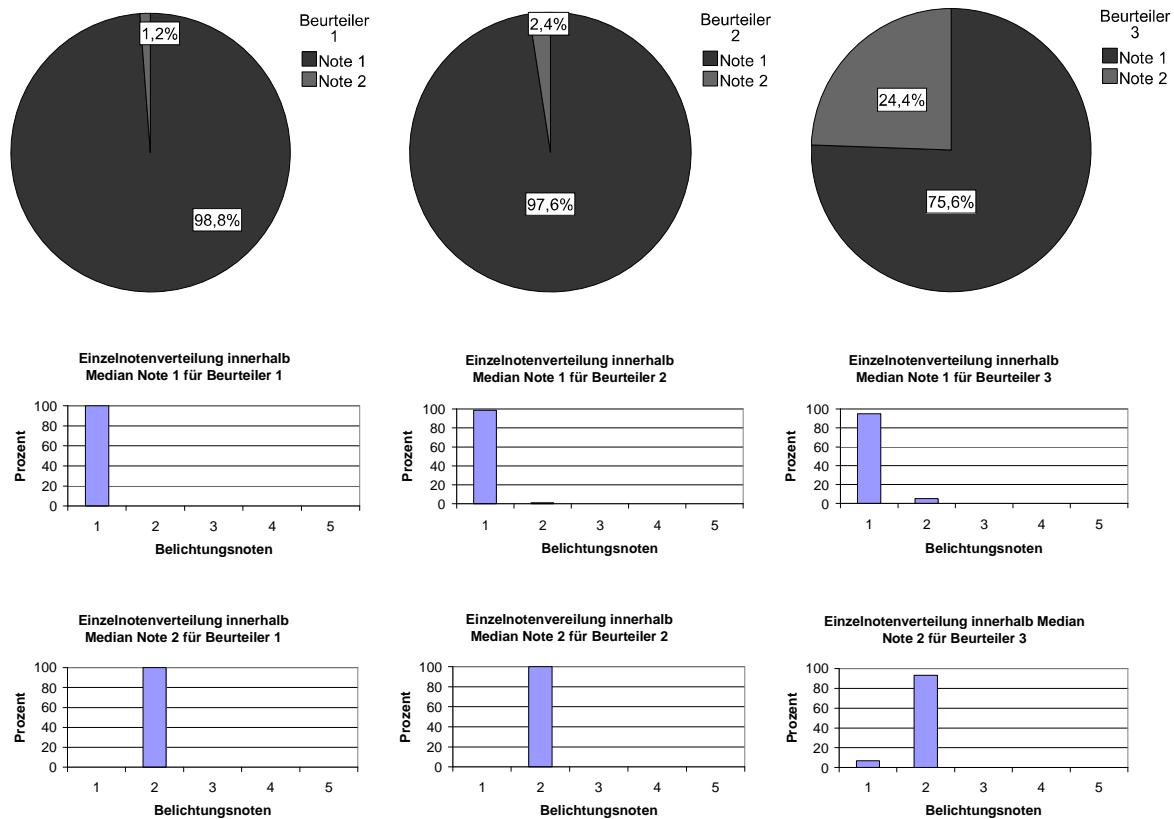 Beurteiler
1
Note 1
Note 2
1,2%
98,8%
Beurteiler
2
Note 1
Note 2
2,4%
97,6%
Beurteiler
3
Note 1
Note 2
24,4%
75,6%
Einzelnotenverteilung innerhalb
Median Note 1 für Beurteiler 1
Prozent
100
80
60
40
20
0
1 2 3 4 5
Belichtungsnoten
Einzelnotenverteilung innerhalb
Median Note 1 für Beurteiler 2
Prozent
100
80
60
40
20
0
1 2 3 4 5
Belichtungsnoten
Einzelnotenverteilung innerhalb
Median Note 1 für Beurteiler 3
Prozent
100
80
60
40
20
0
1 2 3 4 5
Belichtungsnoten
Einzelnotenverteilung innerhalb
Median Note 2 für Beurteiler 1
Prozent
100
80
60
40
20
0
1 2 3 4 5
Belichtungsnoten
Einzelnotenvereilung innerhalb
Median Note 2 für Beurteiler 2
Prozent
100
80
60
40
20
0
1 2 3 4 5
Belichtungsnoten
Einzelnotenverteilung innerhalb Median
Note 2 für Beurteiler 3
Prozent
100
80
60
40
20
0
1 2 3 4 5
Belichtungsnoten